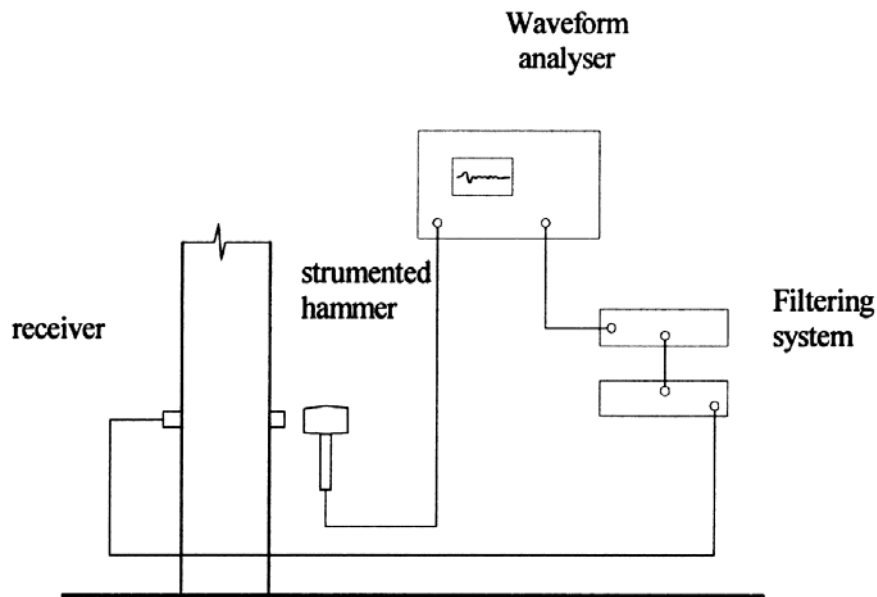 Waveform
analyser
strumented
hammer
receiver
Filtering
system